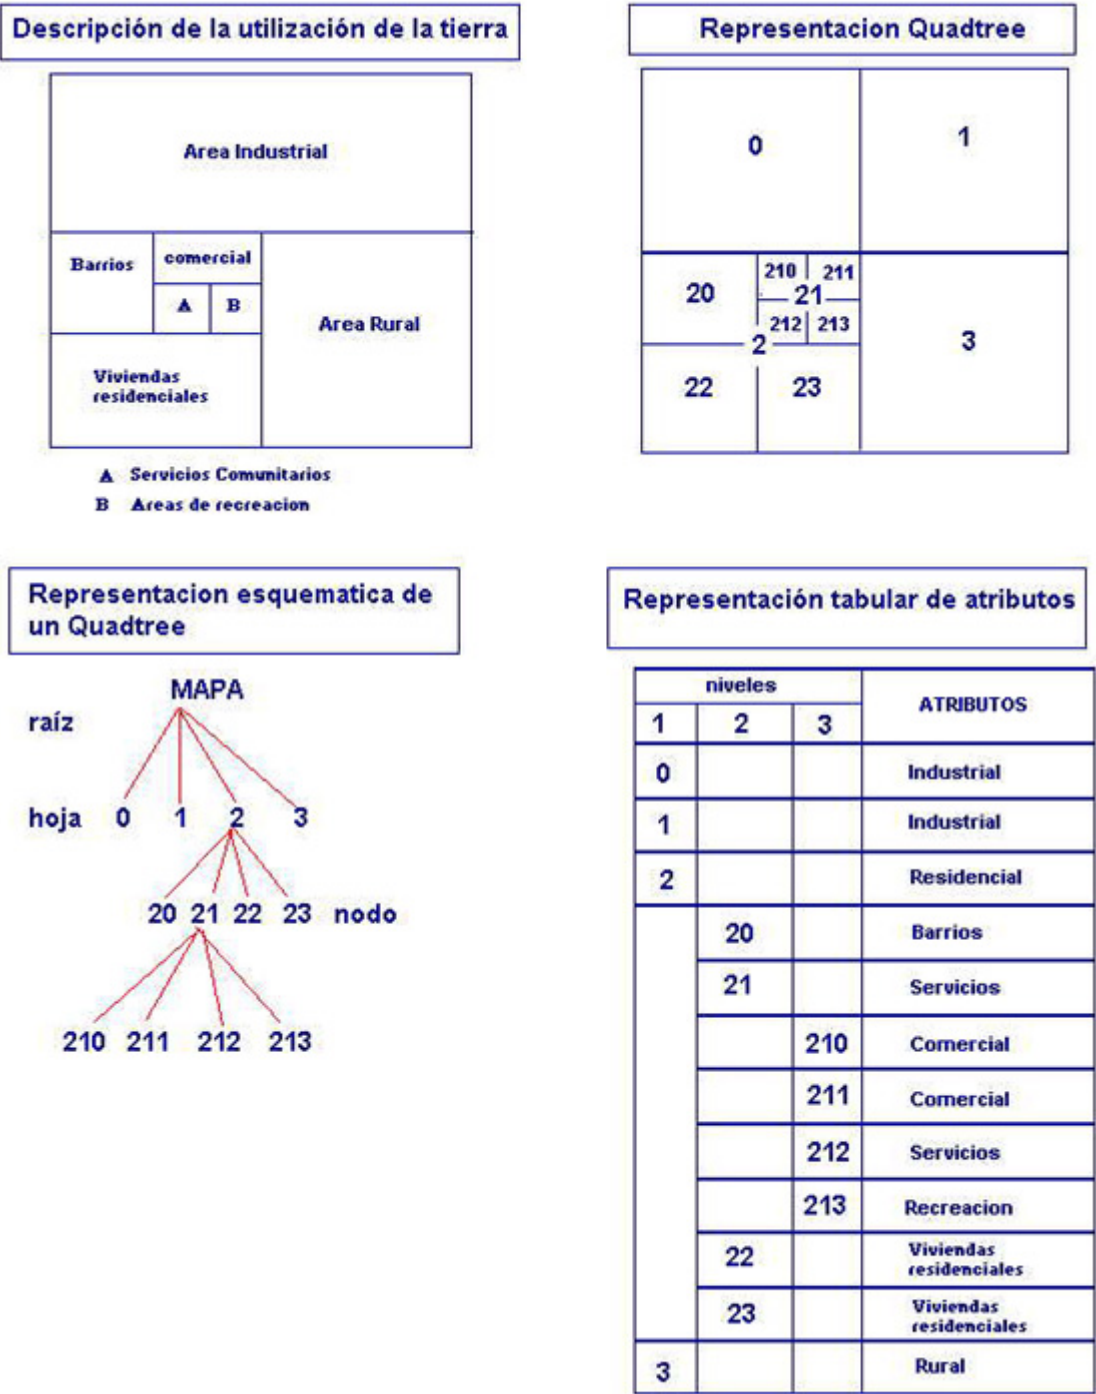 Descripción de la utilización de la tierra
Area Industrial
Barrios
comercial
A
B
Area Rural
Viviendas
residenciales
A Servicios Comunitarios
B Areas de recreacion
Representacion Quadtree
0
1
20
210
211
21
212
213
2
22
23
3
Representacion esquematica de
un Quadtree
MAPA
raíz
hoja 0 1 2 3
20 21 22 23 nodo
210 211 212 213
Representación tabular de atributos
niveles
ATRIBUTOS
1 2 3
0 Industrial
1 Industrial
2 Residencial
20 Barrios
21 Servicios
210 Comercial
211 Comercial
212 Servicios
213 Recreacion
22 Viviendas
residenciales
23 Viviendas
residenciales
3 Rural